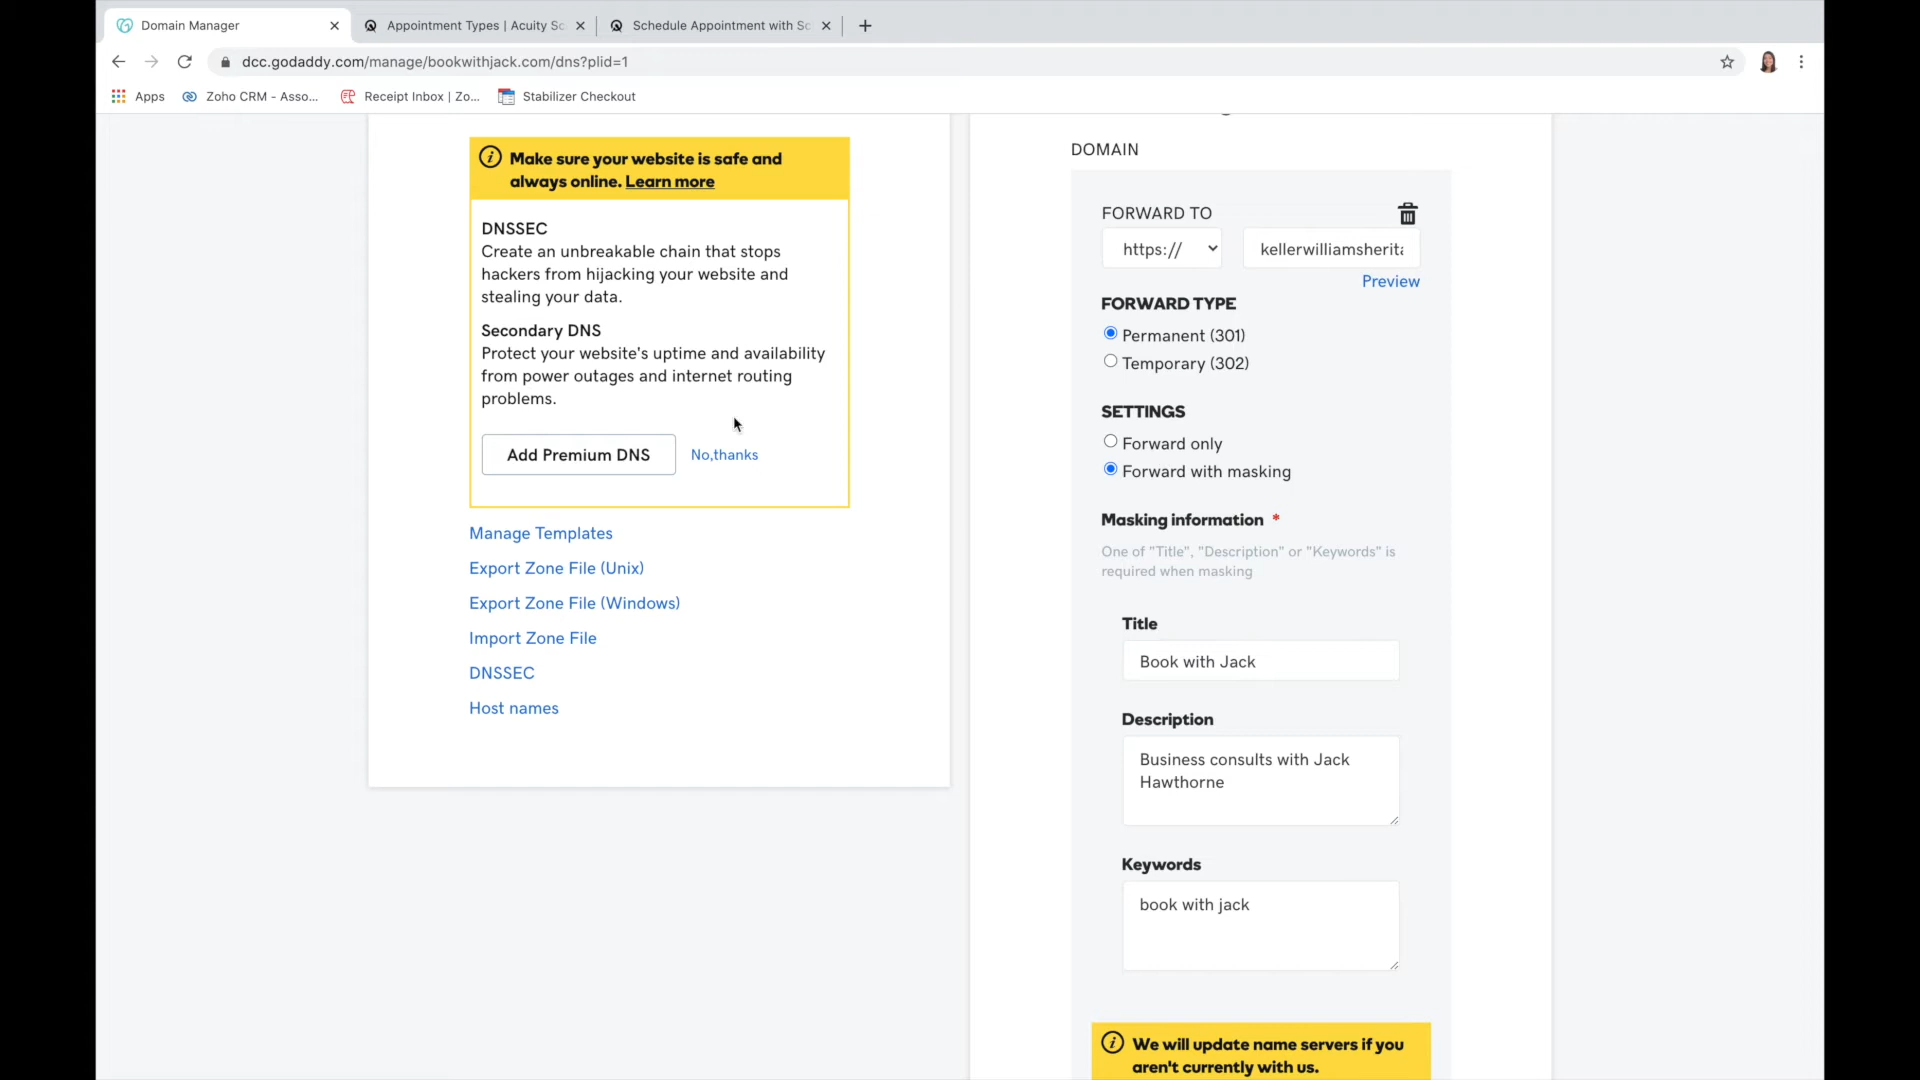 Domain Manager
Appointment Types | Acuity Sc
Schedule Appointment with Sc
dcc.godaddy.com/manage/bookwithjack.com/dns?plid=1
Apps
Zoho CRM - Asso...
Receipt Inbox | Zo...
Stabilizer Checkout
Make sure your website is safe and
always online. Learn more
DNSSEC
Create an unbreakable chain that stops
hackers from hijacking your website and
stealing your data.
Secondary DNS
Protect your website's uptime and availability
from power outages and internet routing
problems.
Add Premium DNS
No,thanks
Manage Templates
Export Zone File (Unix)
Export Zone File (Windows)
Import Zone File
DNSSEC
Host names
DOMAIN
FORWARD TO
https://
kellerwilliamsherita
Preview
FORWARD TYPE
Permanent (301)
Temporary (302)
SETTINGS
Forward only
Forward with masking
Masking information *
One of "Title", "Description" or "Keywords" is
required when masking
Title
Book with Jack
Description
Business consults with Jack
Hawthorne
Keywords
book with jack
We will update name servers if you
aren't currently with us.